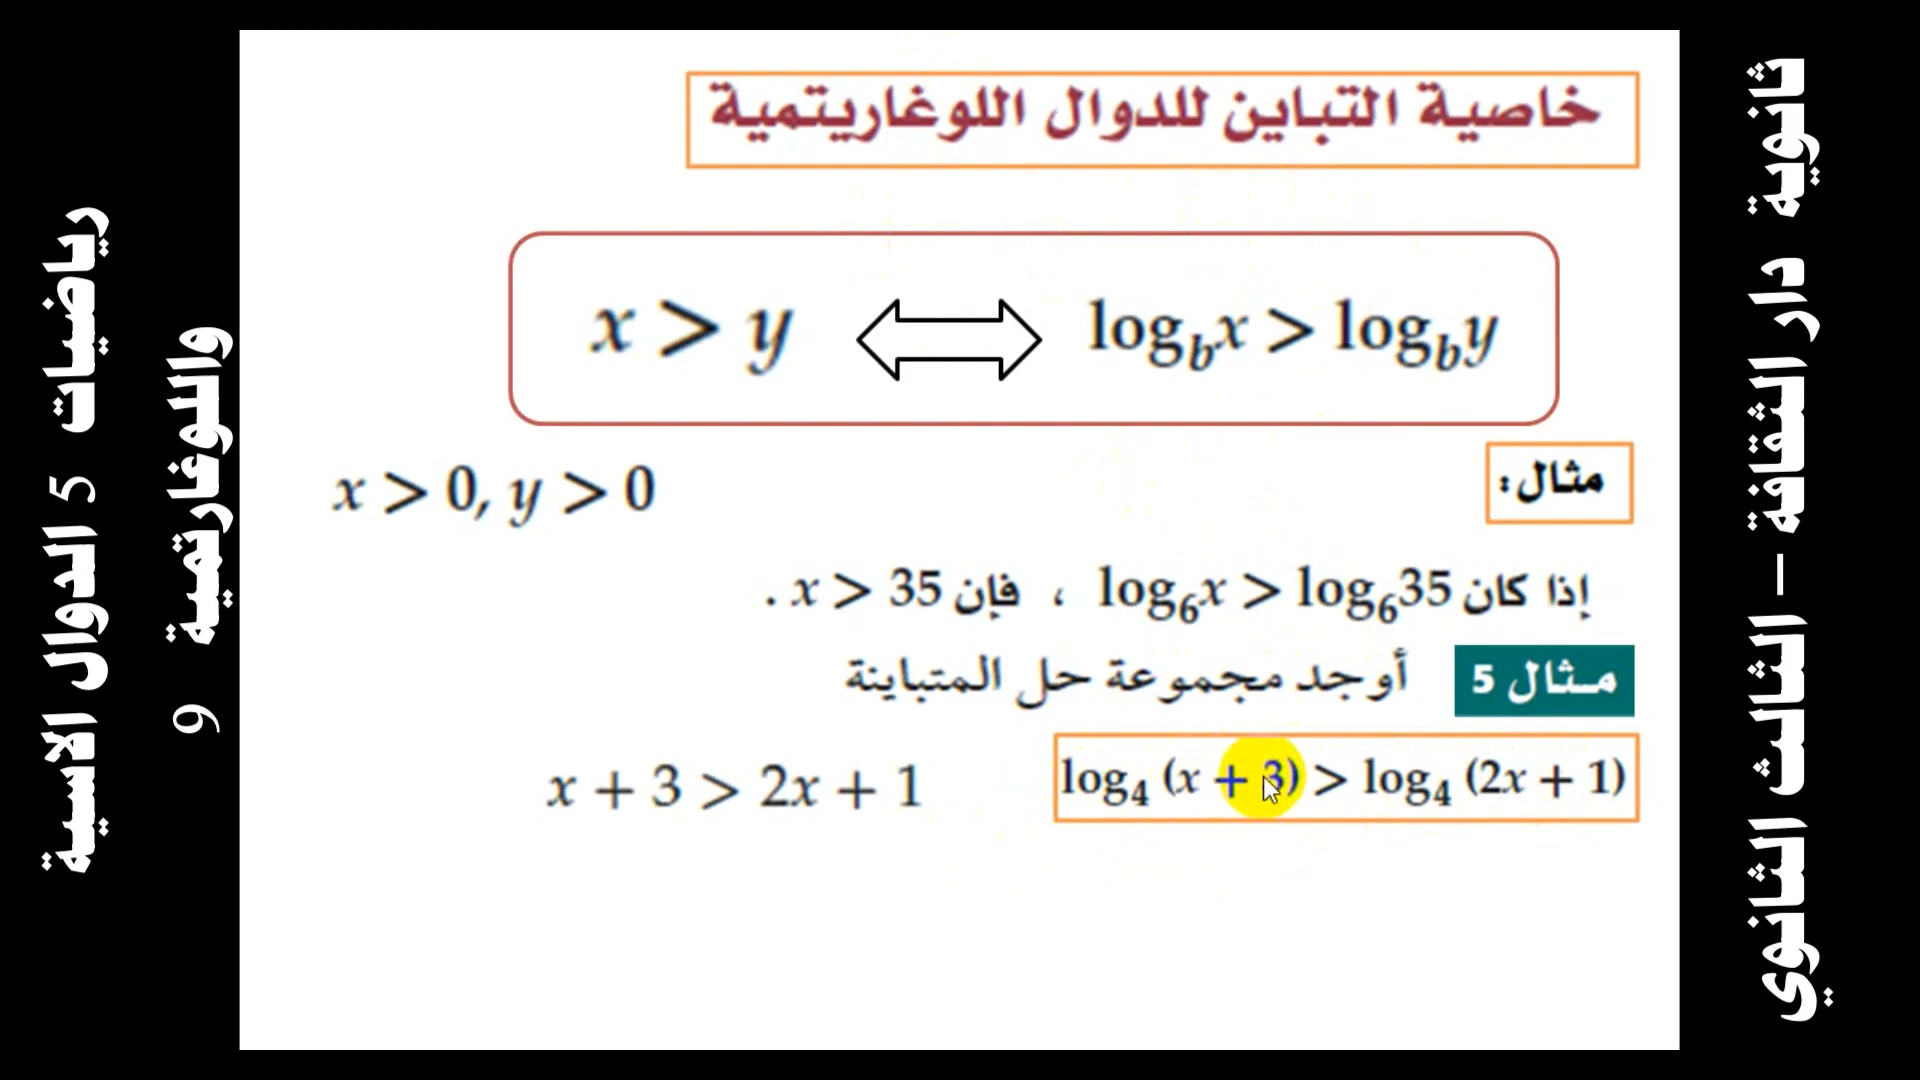 خاصية التباين للدوال اللوغاريتمية
x > y ⟺ log_b x > log_b y
مثال:
x > 0, y > 0
إذا كان log₆x > log₆35 ، فإن x > 35 .
مـثال 5 أوجد مجموعة حل المتباينة
log₄ (x + 3) > log₄ (2x + 1)
x + 3 > 2x + 1
ثانوية دار الثقافة – الثالث الثانوي
رياضيات 5 الدوال الاسية
واللوغارتمية 9